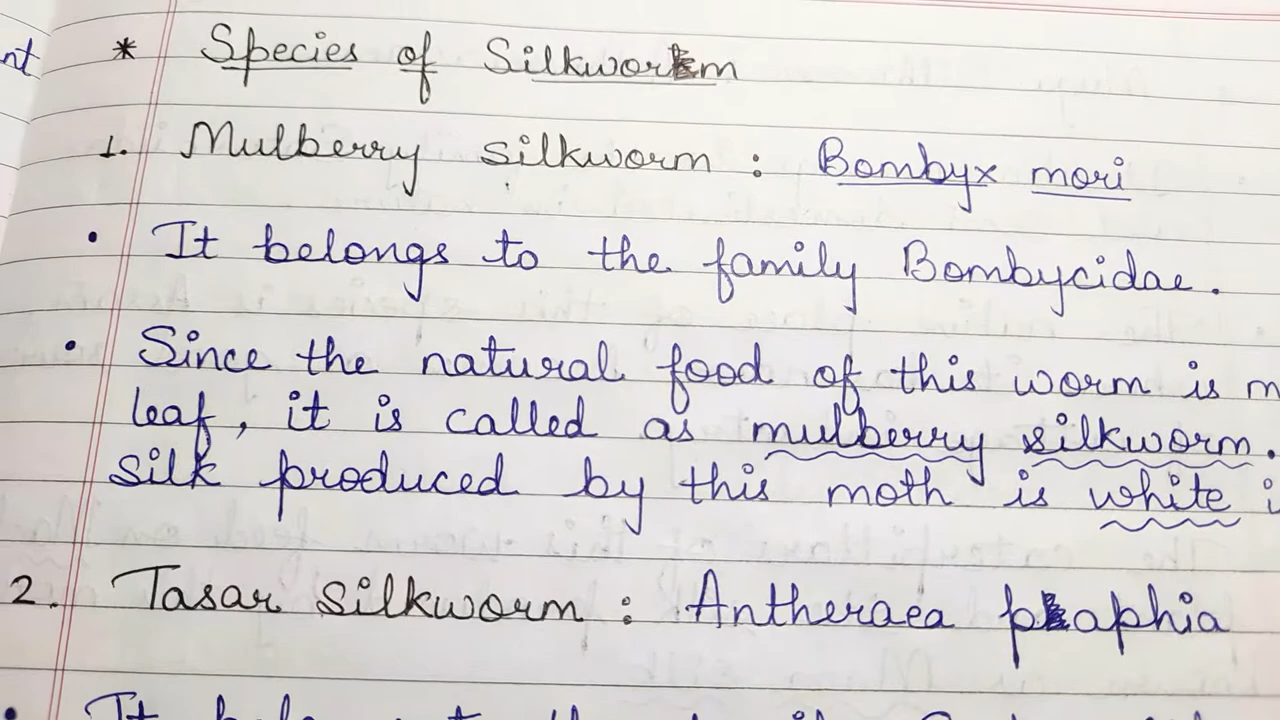 nt
* Species of Silkworm
1. Mulberry silkworm : Bombyx mori
• It belongs to the family Bombycidae.
• Since the natural food of this worm is m
leaf, it is called as mulberry silkworm.
silk produced by this moth is white i
2. Tasar silkworm : Antheraea paphia
• It